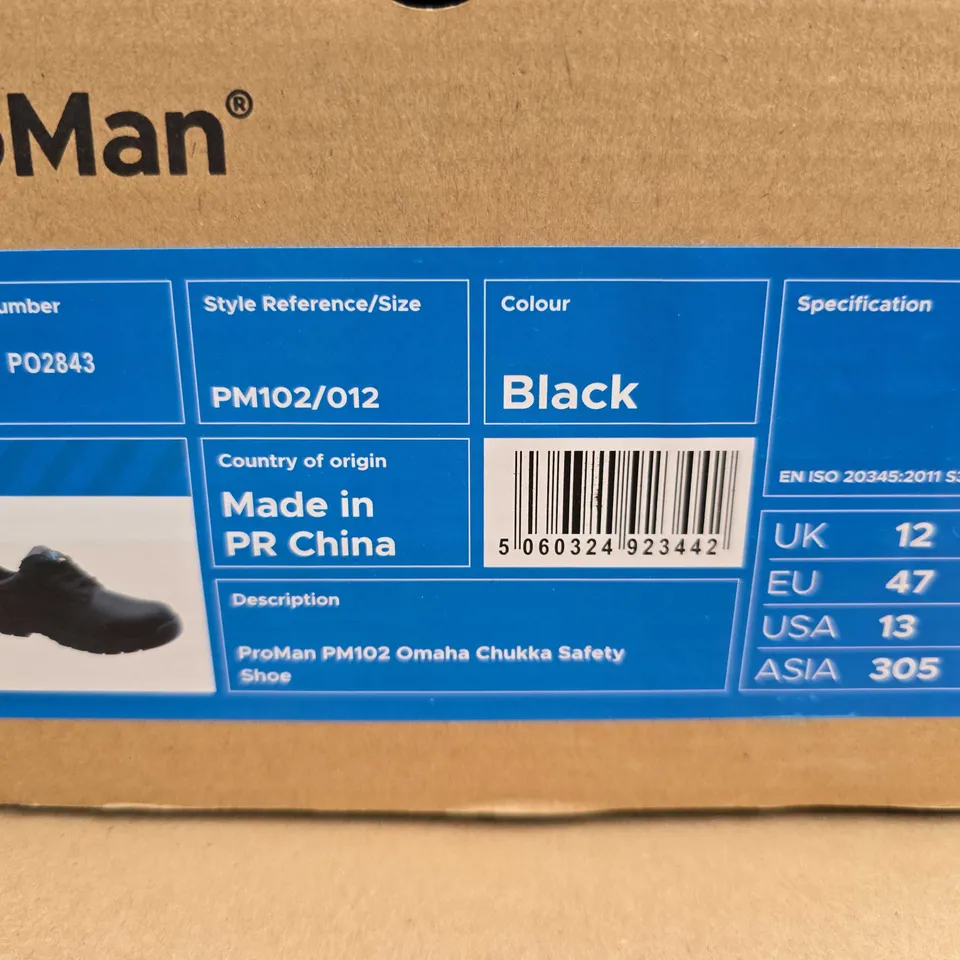 oMan®
umber
PO2843
Style Reference/Size
PM102/012
Colour
Black
Specification
EN ISO 20345:2011 S3
Country of origin
Made in
PR China
5 060324 923442
UK 12
EU 47
USA 13
ASIA 305
Description
ProMan PM102 Omaha Chukka Safety
Shoe